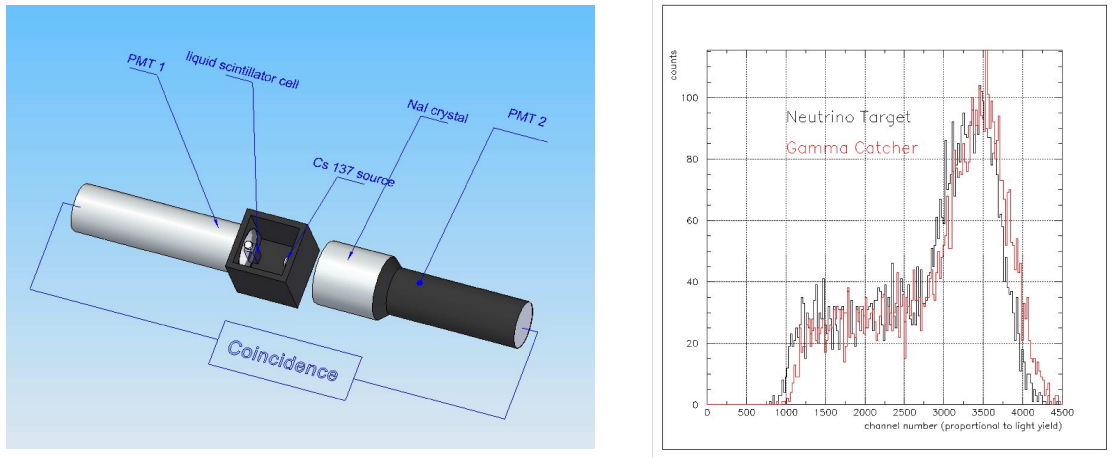 PMT 1
liquid scintillator cell
NaI crystal
PMT 2
Cs 137 source
Coincidence
counts
100
80
60
40
20
0
Neutrino Target
Gamma Catcher
0 500 1000 1500 2000 2500 3000 3500 4000 4500
channel number (proportional to light yield)